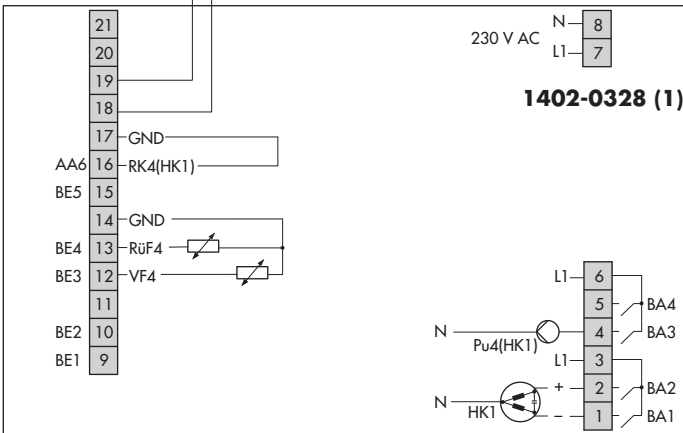 21
20
19
18
17 GND
AA6 16 RK4(HK1)
BE5 15
14 GND
BE4 13 RüF4
BE3 12 VF4
11
BE2 10
BE1 9
N 8
230 V AC
L1 7
1402-0328 (1)
L1 6
5 BA4
N Pu4(HK1) 4 BA3
L1 3
+ 2 BA2
N HK1 – 1 BA1